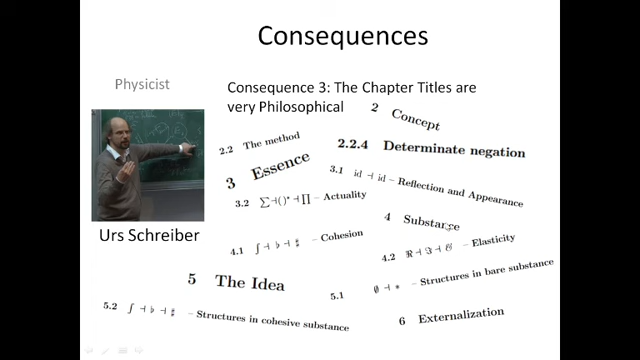 Consequences
Physicist
Urs Schreiber
Consequence 3: The Chapter Titles are
very Philosophical
2 Concept
2.2 The method
2.2.4 Determinate negation
3 Essence
3.1 id ⊣ id – Reflection and Appearance
3.2 ∑ ⊣ ()* ⊣ ∏ – Actuality
4 Substance
4.1 ʃ ⊣ ♭ ⊣ ♯ – Cohesion
4.2 ℜ ⊣ ℑ ⊣ & – Elasticity
5 The Idea
5.1 ∅ ⊣ * – Structures in bare substance
5.2 ʃ ⊣ ♭ ⊣ ♯ – Structures in cohesive substance
6 Externalization